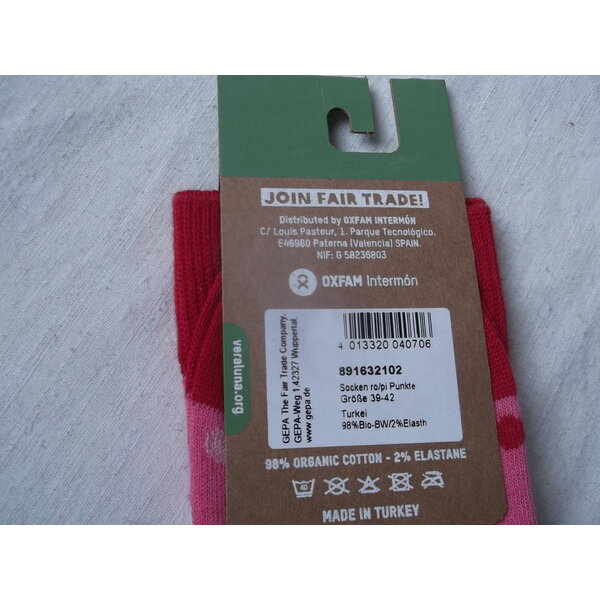 JOIN FAIR TRADE!
Distributed by OXFAM INTERMÓN
C/ Louis Pasteur, 1. Parque Tecnológico.
E46980 Paterna (Valencia) SPAIN.
NIF: G 58236803
OXFAM Intermón
veraluna.org
GEPA The Fair Trade Company.
GEPA-Weg 1.42327 Wuppertal.
www.gepa.de
4 013320 040706
891632102
Socken ro/pi Punkte
Größe 39-42
Turkei
98%Bio-BW/2%Elasth
98% ORGANIC COTTON - 2% ELASTANE
40
MADE IN TURKEY